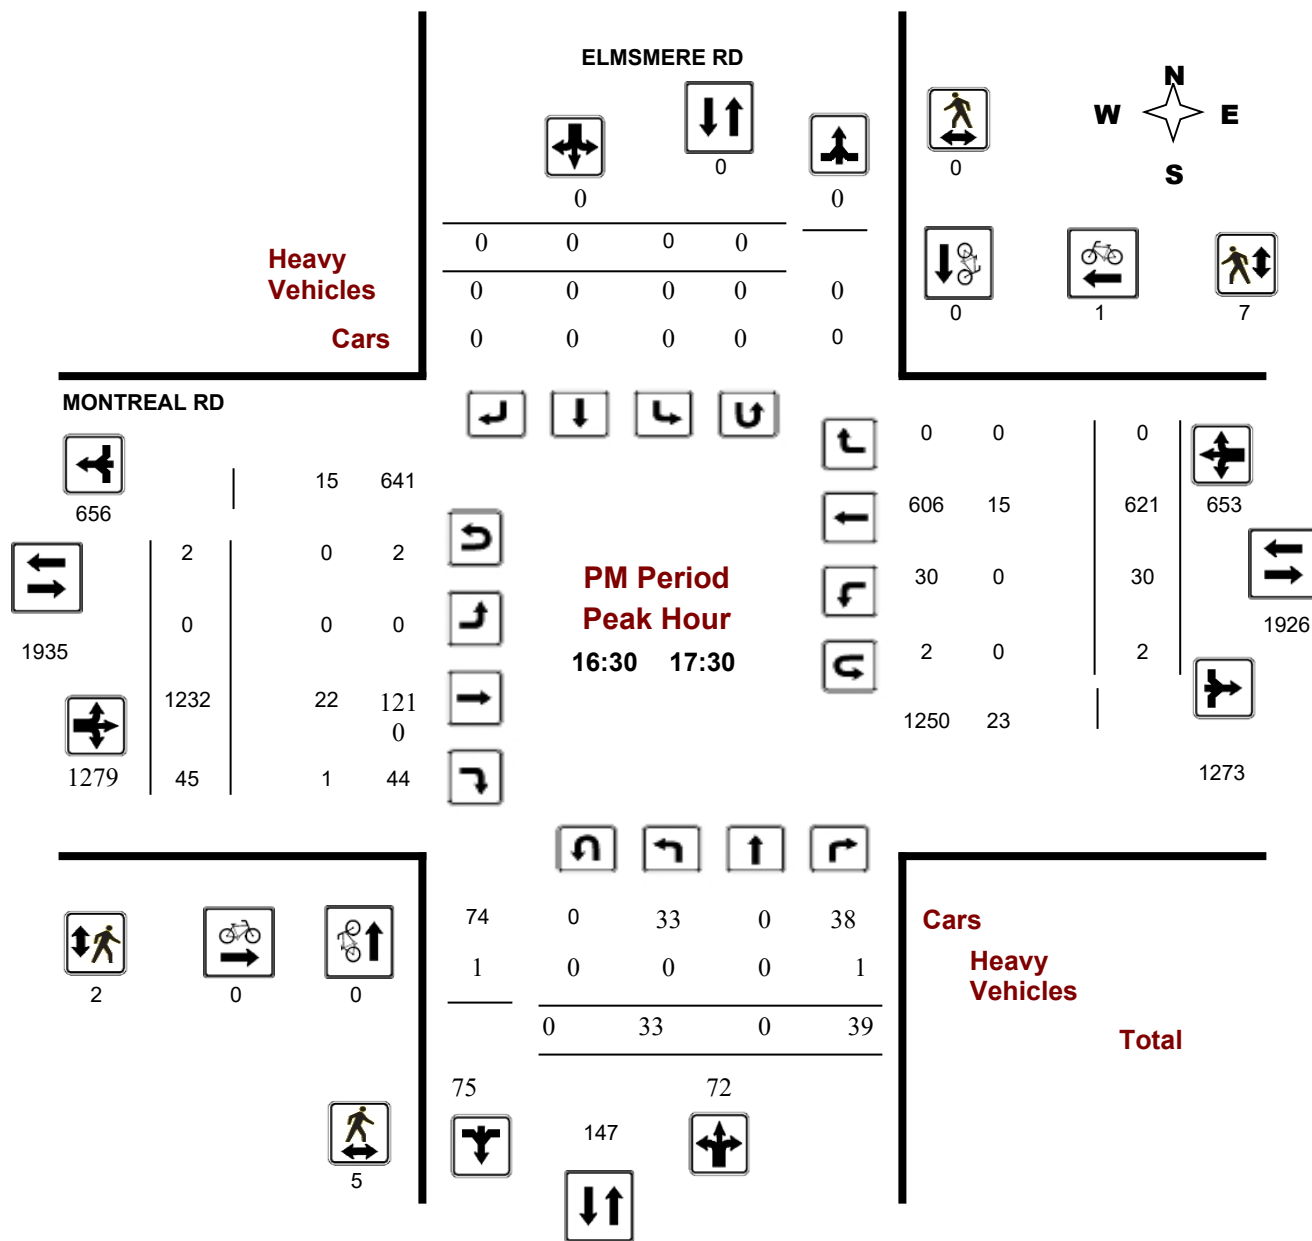 ELMSMERE RD
N
W E
S
0
0
0 0
0 0 0 0
Heavy
Vehicles
0 0 0 0 0
Cars
0 0 0 0 0
0 1 7
MONTREAL RD
0 0 0
15 641
656
606 15 621 653
2 0 2
PM Period
Peak Hour
16:30 17:30
30 0 30
0 0 0
1935
1926
2 0 2
1232 22 121
0
1250 23
1279 45 1 44
1273
74 0 33 0 38
Cars
1 0 0 0 1
Heavy
Vehicles
2 0 0
0 33 0 39
Total
75 72
147
5